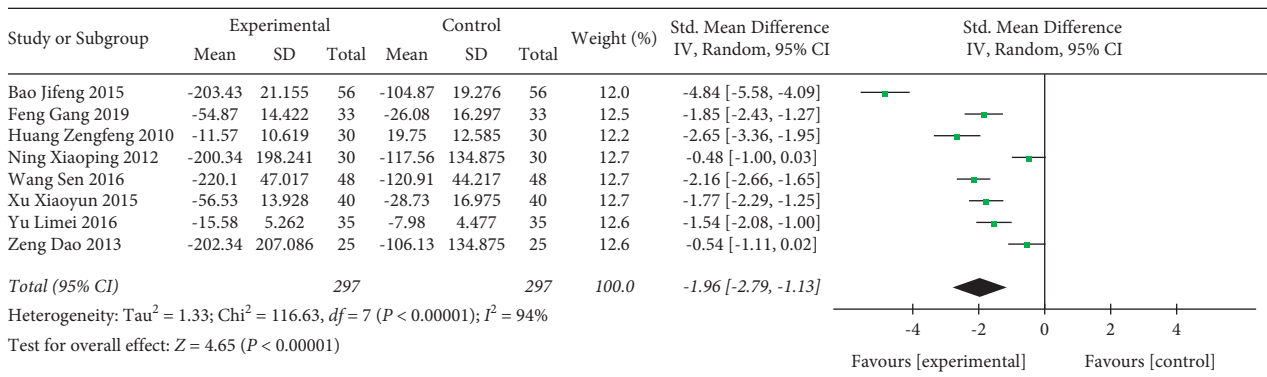 Study or Subgroup Experimental Control Weight (%) Std. Mean Difference Std. Mean Difference
Mean SD Total Mean SD Total IV, Random, 95% CI IV, Random, 95% CI
Bao Jifeng 2015 -203.43 21.155 56 -104.87 19.276 56 12.0 -4.84 [-5.58, -4.09]
Feng Gang 2019 -54.87 14.422 33 -26.08 16.297 33 12.5 -1.85 [-2.43, -1.27]
Huang Zengfeng 2010 -11.57 10.619 30 19.75 12.585 30 12.2 -2.65 [-3.36, -1.95]
Ning Xiaoping 2012 -200.34 198.241 30 -117.56 134.875 30 12.7 -0.48 [-1.00, 0.03]
Wang Sen 2016 -220.1 47.017 48 -120.91 44.217 48 12.7 -2.16 [-2.66, -1.65]
Xu Xiaoyun 2015 -56.53 13.928 40 -28.73 16.975 40 12.7 -1.77 [-2.29, -1.25]
Yu Limei 2016 -15.58 5.262 35 -7.98 4.477 35 12.6 -1.54 [-2.08, -1.00]
Zeng Dao 2013 -202.34 207.086 25 -106.13 134.875 25 12.6 -0.54 [-1.11, 0.02]
Total (95% CI) 297 297 100.0 -1.96 [-2.79, -1.13]
Heterogeneity: Tau² = 1.33; Chi² = 116.63, df = 7 (P < 0.00001); I² = 94%
Test for overall effect: Z = 4.65 (P < 0.00001)
-4 -2 0 2 4
Favours [experimental] Favours [control]